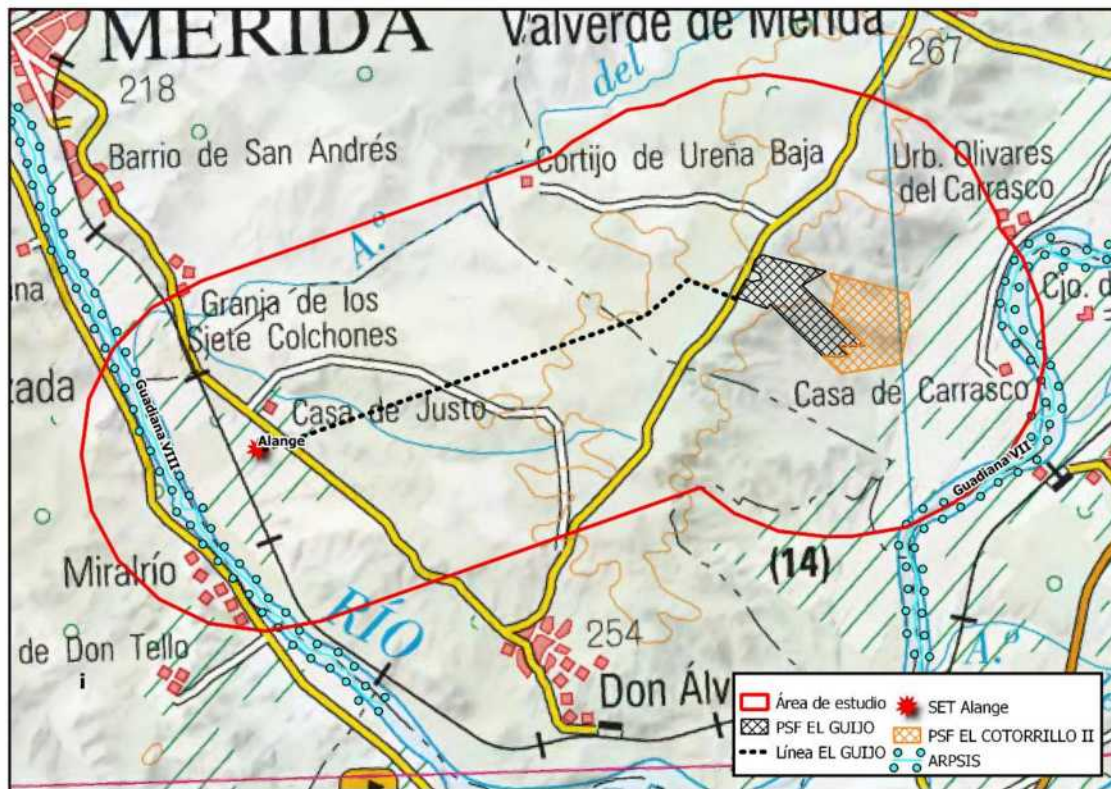 MERIDA
Valverde de Mérida
del
267
218
Barrio de San Andrés
Cortijo de Ureña Baja
Urb. Olivares
del Carrasco
A.º
Granja de los
Siete Colchones
Cjo. d
ana
zada
Casa de Justo
Casa de Carrasco
Alange
Guadiana VIII
Guadiana VII
(14)
Miralrío
RÍO
254
A.º
de Don Tello
i
Don Álv
Área de estudio
SET Alange
PSF EL GUIJO
PSF EL COTORRILLO II
Línea EL GUIJO
ARPSIS